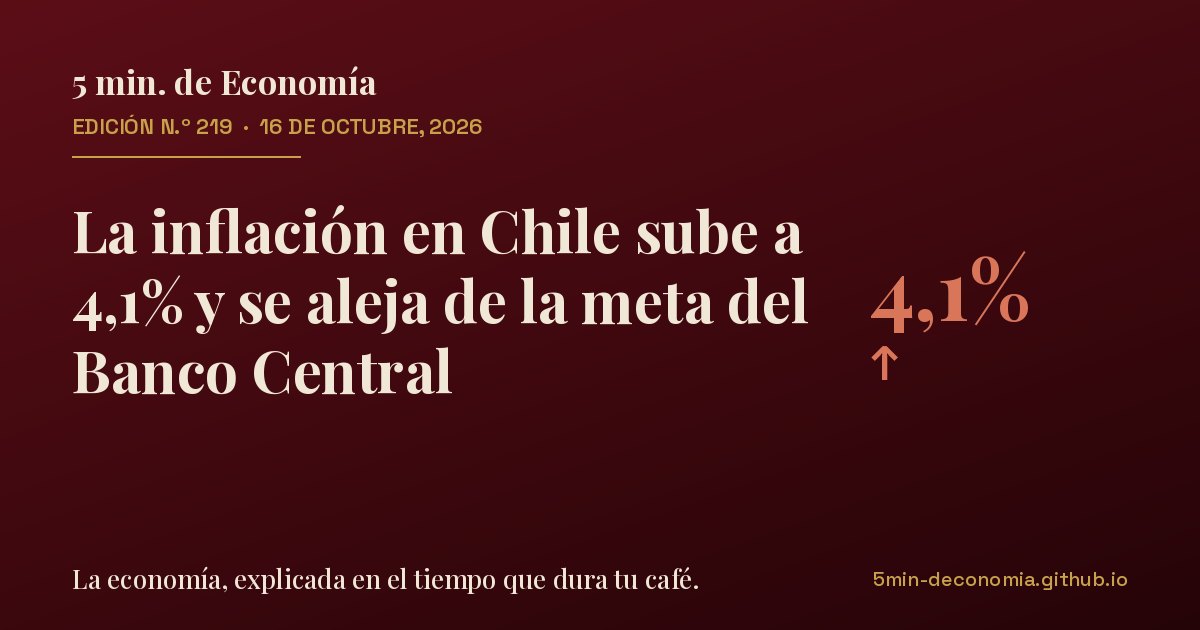 5 min. de Economía
EDICIÓN N.º 219 · 16 DE OCTUBRE, 2026
La inflación en Chile sube a
4,1% y se aleja de la meta del
Banco Central
4,1%
↑
La economía, explicada en el tiempo que dura tu café.
5min-deconomia.github.io